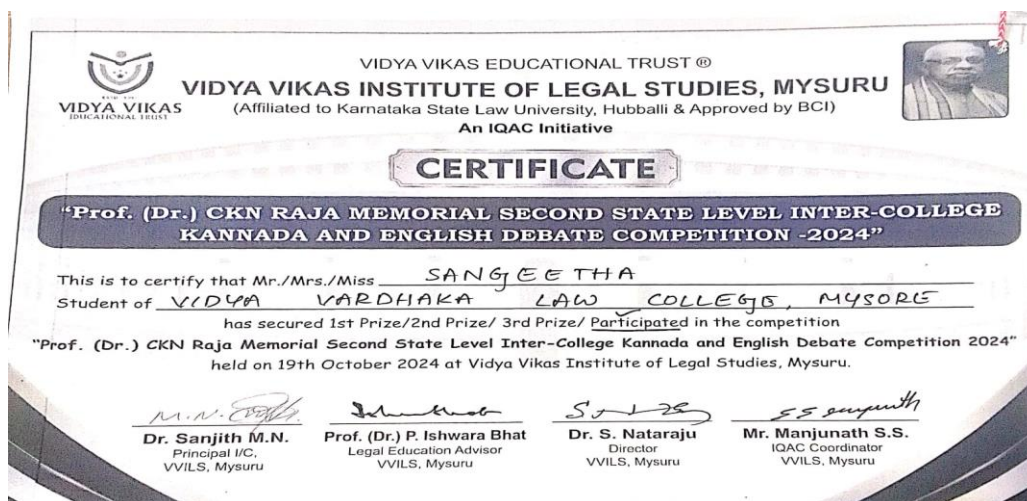 VIDYA VIKAS EDUCATIONAL TRUST ®
VIDYA VIKAS INSTITUTE OF LEGAL STUDIES, MYSURU
(Affiliated to Karnataka State Law University, Hubballi & Approved by BCI)
An IQAC Initiative
VIDYA VIKAS
EDUCATIONAL TRUST
CERTIFICATE
“Prof. (Dr.) CKN RAJA MEMORIAL SECOND STATE LEVEL INTER-COLLEGE
KANNADA AND ENGLISH DEBATE COMPETITION -2024”
This is to certify that Mr./Mrs./Miss SANGEETHA
Student of VIDYA VARDHAKA LAW COLLEGE, MYSORE
has secured 1st Prize/2nd Prize/ 3rd Prize/ Participated in the competition
"Prof. (Dr.) CKN Raja Memorial Second State Level Inter-College Kannada and English Debate Competition 2024"
held on 19th October 2024 at Vidya Vikas Institute of Legal Studies, Mysuru.
M.N.
Dr. Sanjith M.N.
Principal I/C,
VVILS, Mysuru
Prof. (Dr.) P. Ishwara Bhat
Legal Education Advisor
VVILS, Mysuru
Dr. S. Nataraju
Director
VVILS, Mysuru
Mr. Manjunath S.S.
IQAC Coordinator
VVILS, Mysuru